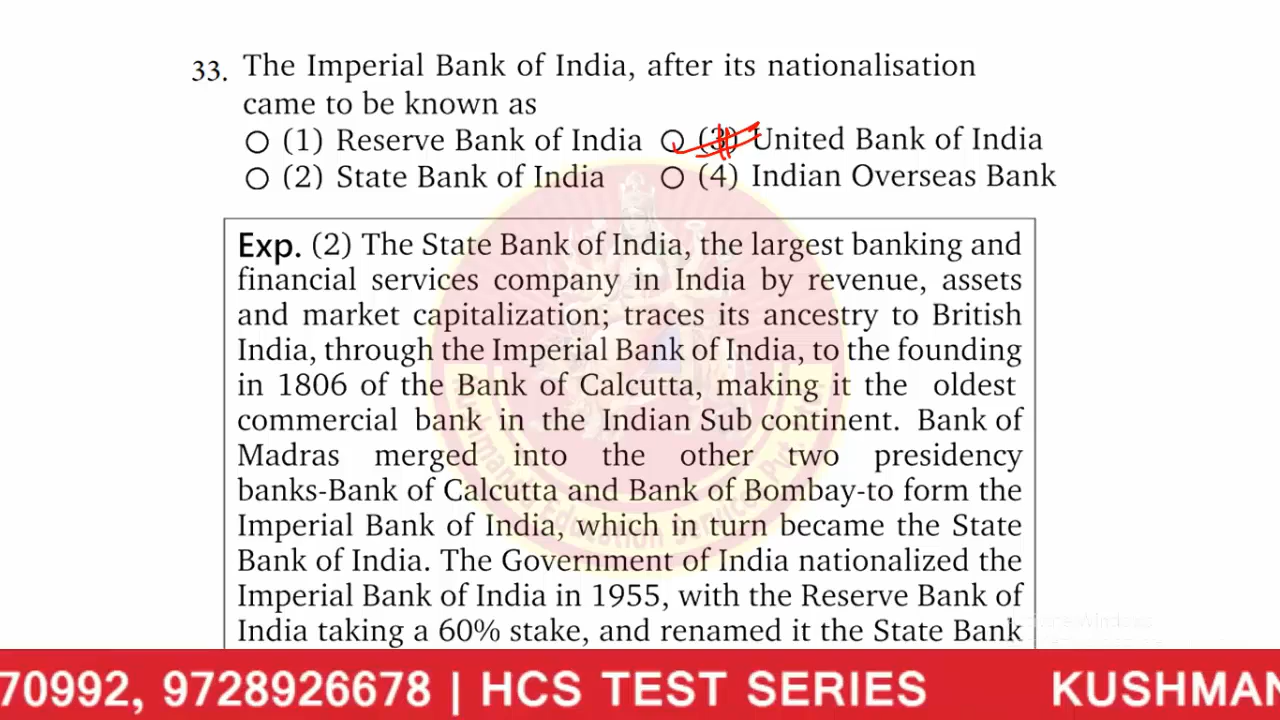 33. The Imperial Bank of India, after its nationalisation
came to be known as
(1) Reserve Bank of India (3) United Bank of India
(2) State Bank of India (4) Indian Overseas Bank
Exp. (2) The State Bank of India, the largest banking and
financial services company in India by revenue, assets
and market capitalization; traces its ancestry to British
India, through the Imperial Bank of India, to the founding
in 1806 of the Bank of Calcutta, making it the oldest
commercial bank in the Indian Sub continent. Bank of
Madras merged into the other two presidency
banks-Bank of Calcutta and Bank of Bombay-to form the
Imperial Bank of India, which in turn became the State
Bank of India. The Government of India nationalized the
Imperial Bank of India in 1955, with the Reserve Bank of
India taking a 60% stake, and renamed it the State Bank
70992, 9728926678 | HCS TEST SERIES KUSHMAN